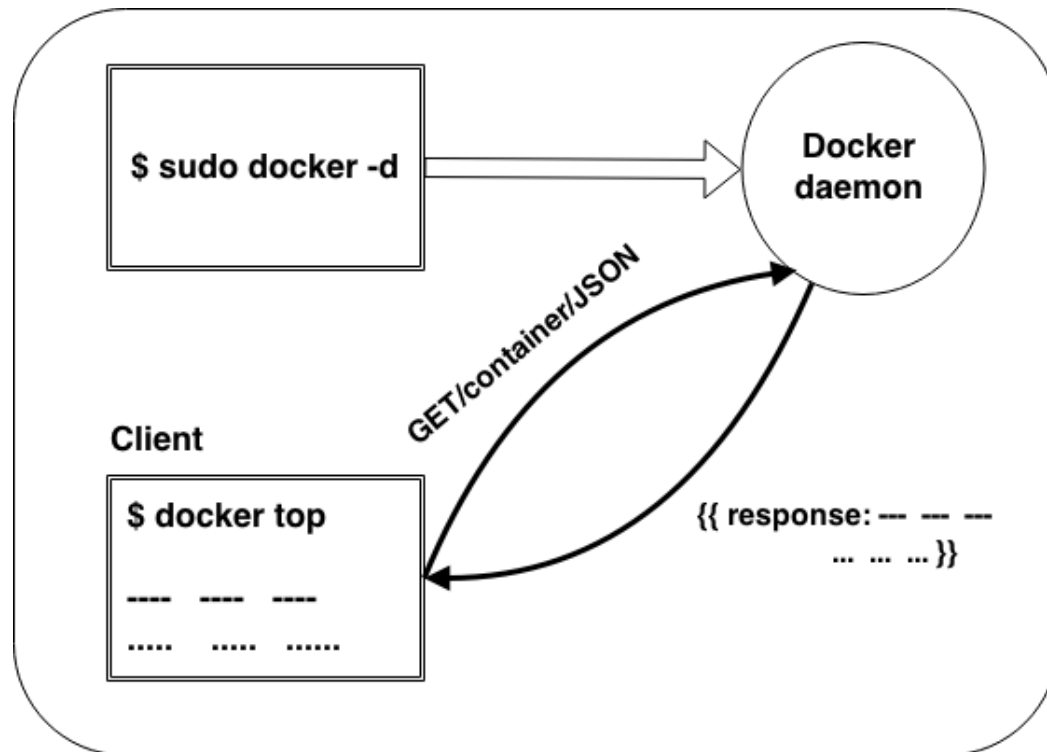 $ sudo docker -d
Docker
daemon
GET/container/JSON
Client
$ docker top
---- ---- ----
..... ..... ......
{{ response: --- --- ---
... ... ... }}